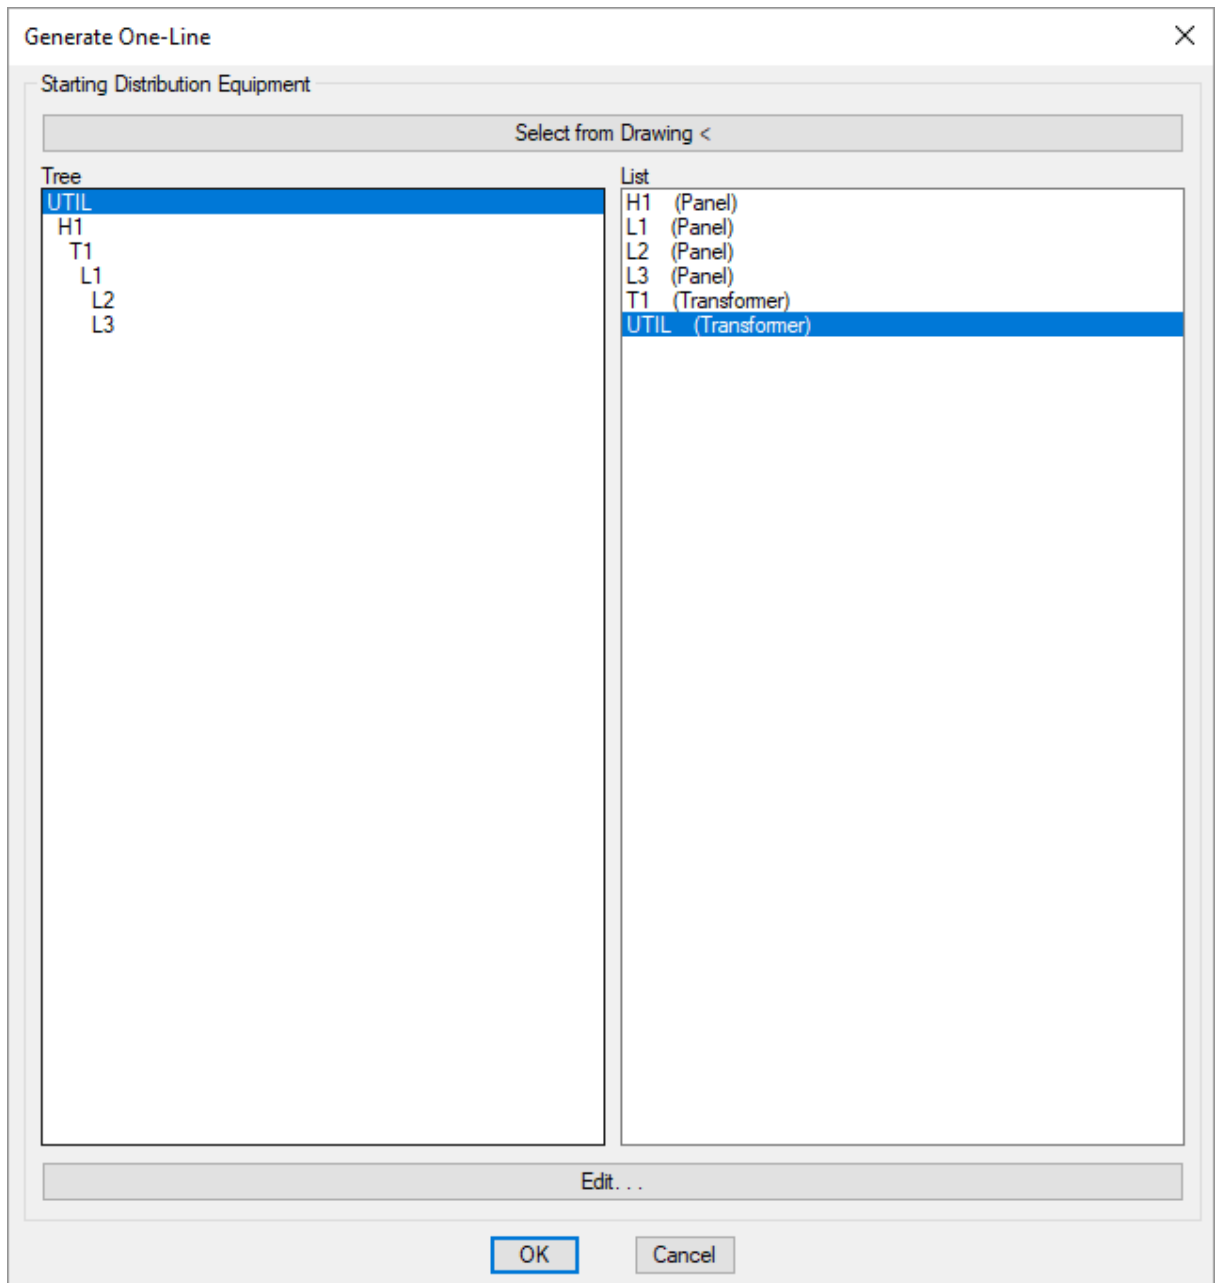 Generate One-Line
Starting Distribution Equipment
Select from Drawing <
Tree
UTIL
H1
T1
L1
L2
L3
List
H1 (Panel)
L1 (Panel)
L2 (Panel)
L3 (Panel)
T1 (Transformer)
UTIL (Transformer)
Edit. . .
OK
Cancel